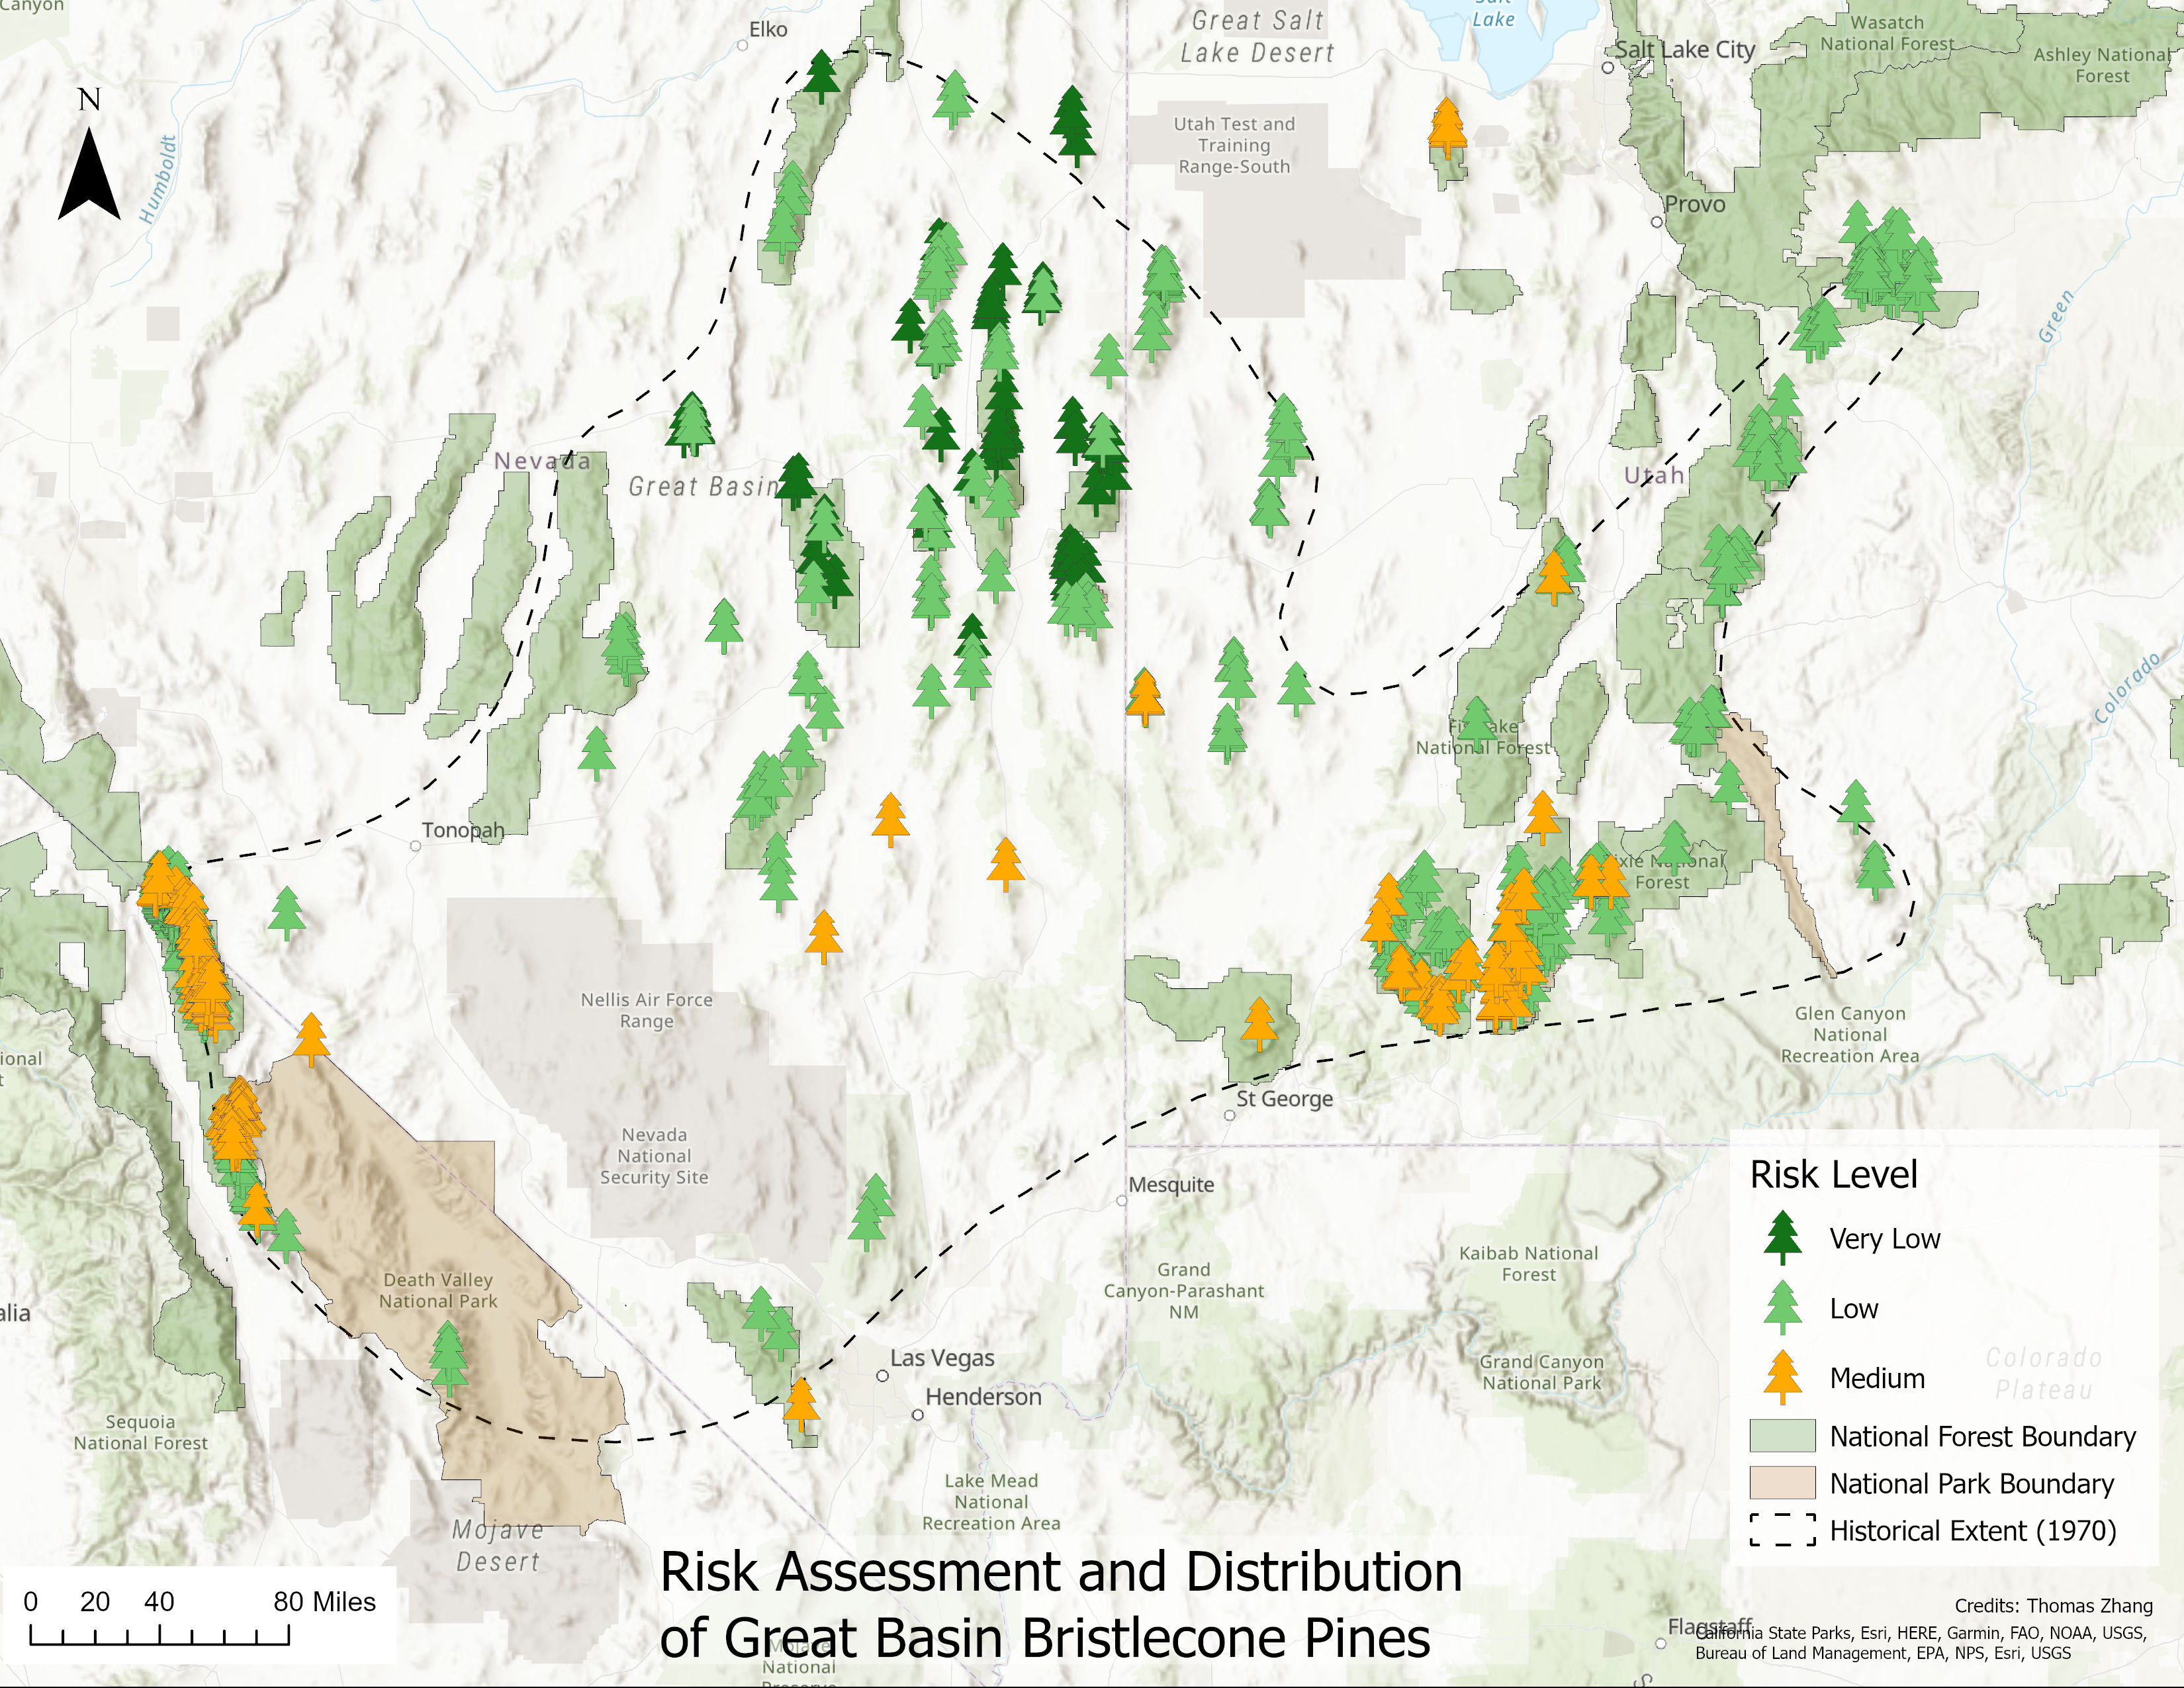 Canyon
Elko
Great Salt
Lake Desert
Salt
Lake
Salt Lake City
Wasatch
National Forest
Ashley National
Forest
N
Humboldt
Utah Test and
Training
Range-South
Provo
Green
Nevada
Great Basin
Utah
Colorado
Fishlake
National Forest
Tonopah
Dixie National
Forest
Nellis Air Force
Range
Glen Canyon
National
Recreation Area
St George
Nevada
National
Security Site
Mesquite
Kaibab National
Forest
Grand
Canyon-Parashant
NM
Death Valley
National Park
alia
Las Vegas
Henderson
Grand Canyon
National Park
Colorado
Plateau
Sequoia
National Forest
Lake Mead
National
Recreation Area
Mojave
Desert
Risk Level
Very Low
Low
Medium
National Forest Boundary
National Park Boundary
Historical Extent (1970)
0 20 40 80 Miles
Risk Assessment and Distribution
of Great Basin Bristlecone Pines
Mojave
National
Preserve
Credits: Thomas Zhang
Flagstaff
California State Parks, Esri, HERE, Garmin, FAO, NOAA, USGS,
Bureau of Land Management, EPA, NPS, Esri, USGS